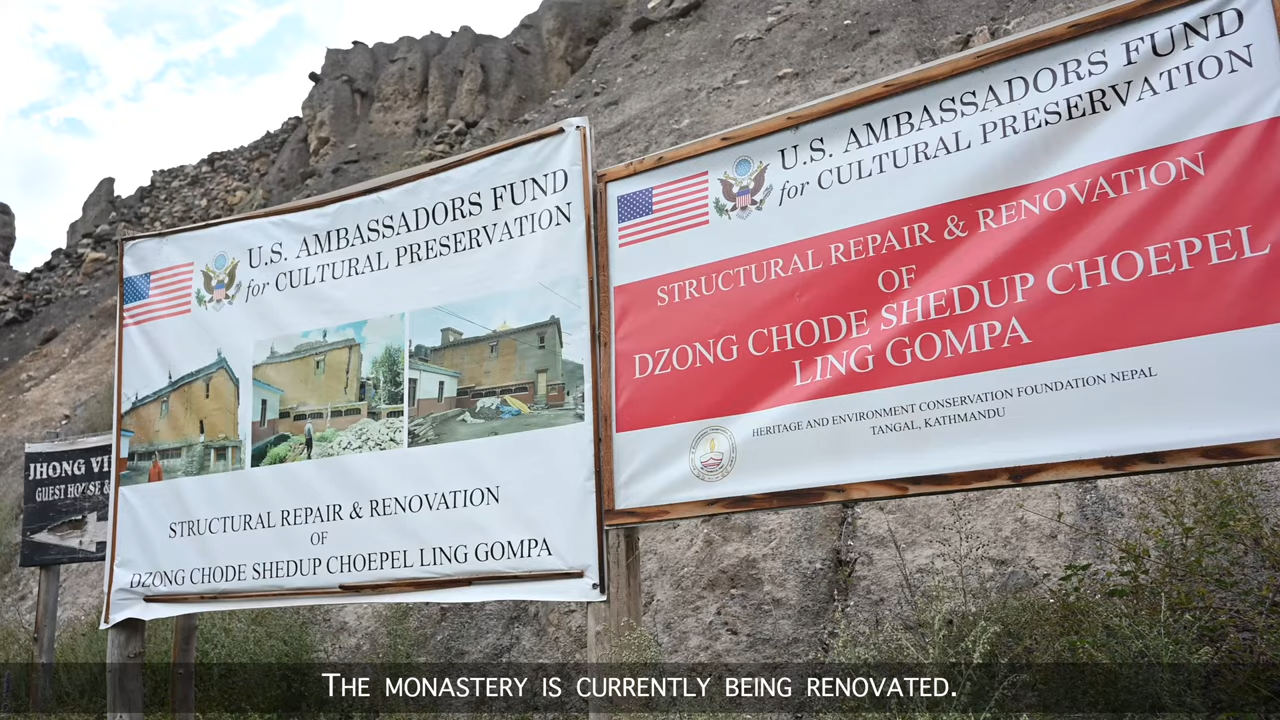 U.S. AMBASSADORS FUND
for CULTURAL PRESERVATION
STRUCTURAL REPAIR & RENOVATION
OF
DZONG CHODE SHEDUP CHOEPEL LING GOMPA
U.S. AMBASSADORS FUND
for CULTURAL PRESERVATION
STRUCTURAL REPAIR & RENOVATION
OF
DZONG CHODE SHEDUP CHOEPEL
LING GOMPA
HERITAGE AND ENVIRONMENT CONSERVATION FOUNDATION NEPAL
TANGAL, KATHMANDU
JHONG
GUEST HOUSE &
THE MONASTERY IS CURRENTLY BEING RENOVATED.